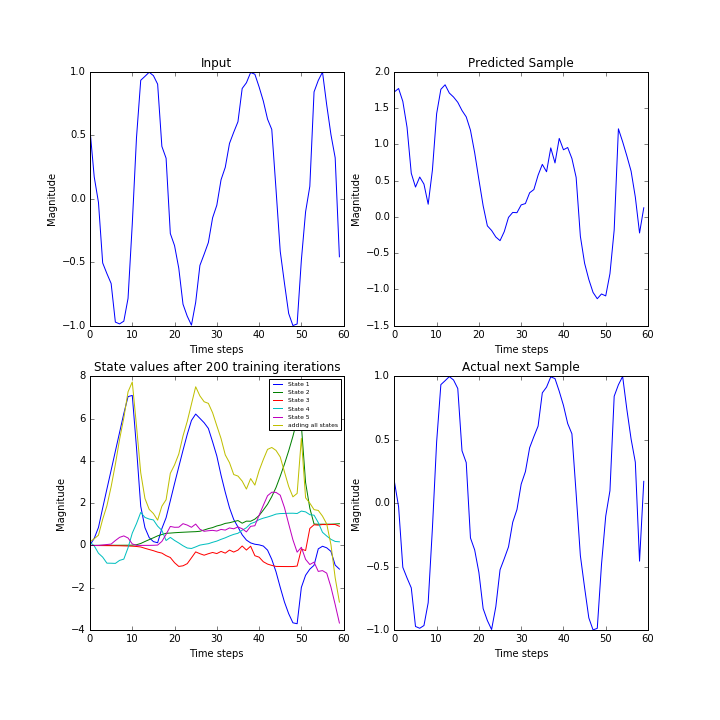 Input
Magnitude
1.0
0.5
0.0
−0.5
−1.0
0 10 20 30 40 50 60
Time steps
Predicted Sample
Magnitude
2.0
1.5
1.0
0.5
0.0
−0.5
−1.0
−1.5
0 10 20 30 40 50 60
Time steps
State values after 200 training iterations
Magnitude
8
6
4
2
0
−2
−4
0 10 20 30 40 50 60
Time steps
State 1
State 2
State 3
State 4
State 5
adding all states
Actual next Sample
Magnitude
1.0
0.5
0.0
−0.5
−1.0
0 10 20 30 40 50 60
Time steps